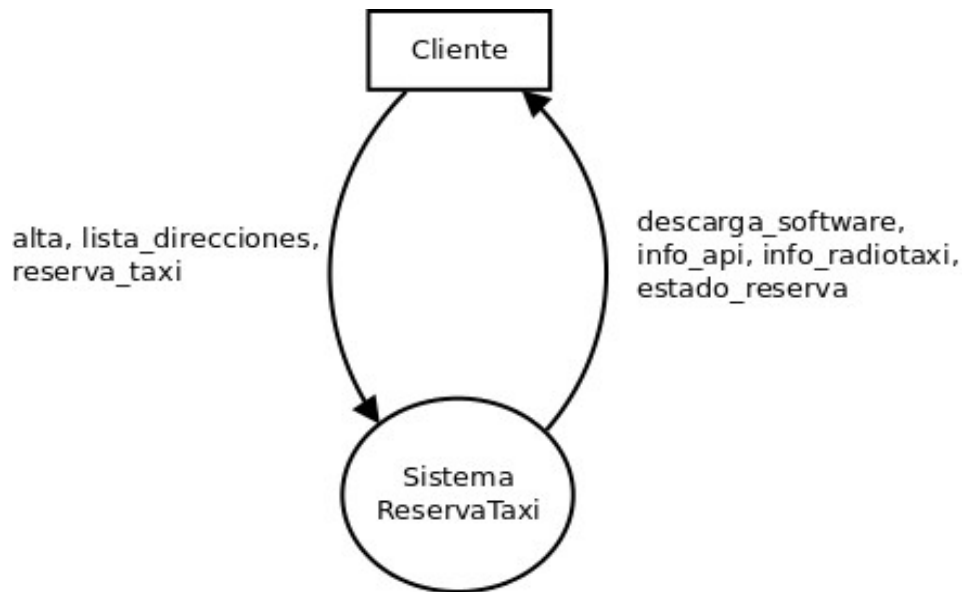 Cliente
alta, lista_direcciones,
reserva_taxi
descarga_software,
info_api, info_radiotaxi,
estado_reserva
Sistema
ReservaTaxi